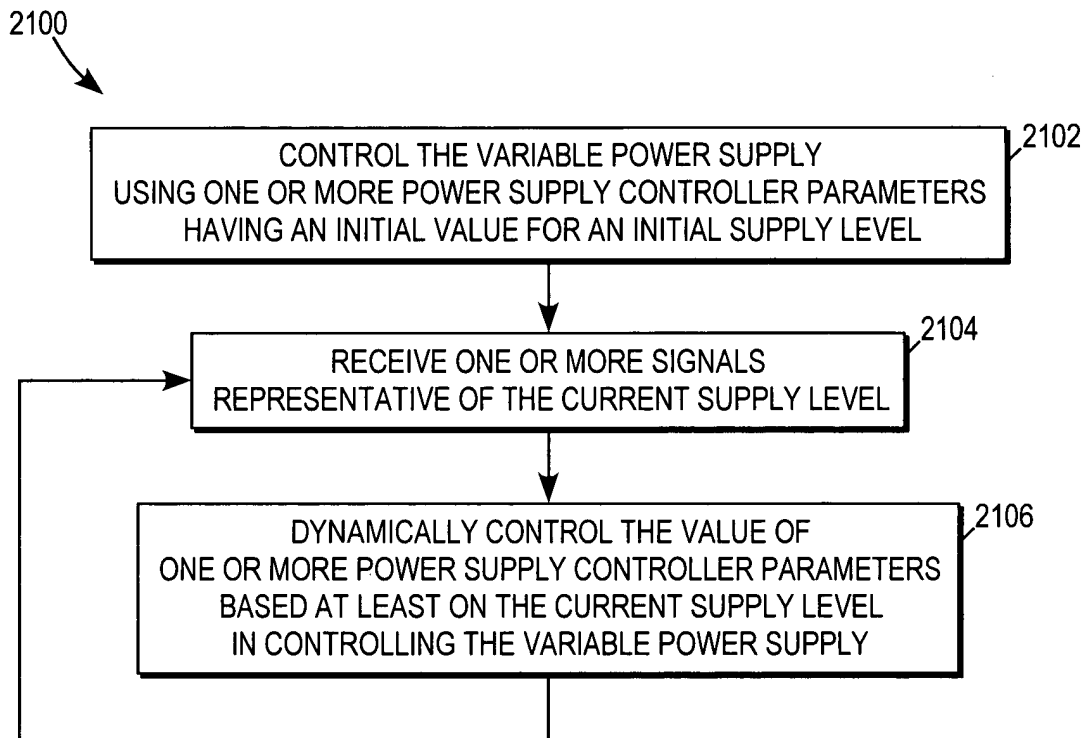 2100
2102
CONTROL THE VARIABLE POWER SUPPLY
USING ONE OR MORE POWER SUPPLY CONTROLLER PARAMETERS
HAVING AN INITIAL VALUE FOR AN INITIAL SUPPLY LEVEL
2104
RECEIVE ONE OR MORE SIGNALS
REPRESENTATIVE OF THE CURRENT SUPPLY LEVEL
2106
DYNAMICALLY CONTROL THE VALUE OF
ONE OR MORE POWER SUPPLY CONTROLLER PARAMETERS
BASED AT LEAST ON THE CURRENT SUPPLY LEVEL
IN CONTROLLING THE VARIABLE POWER SUPPLY